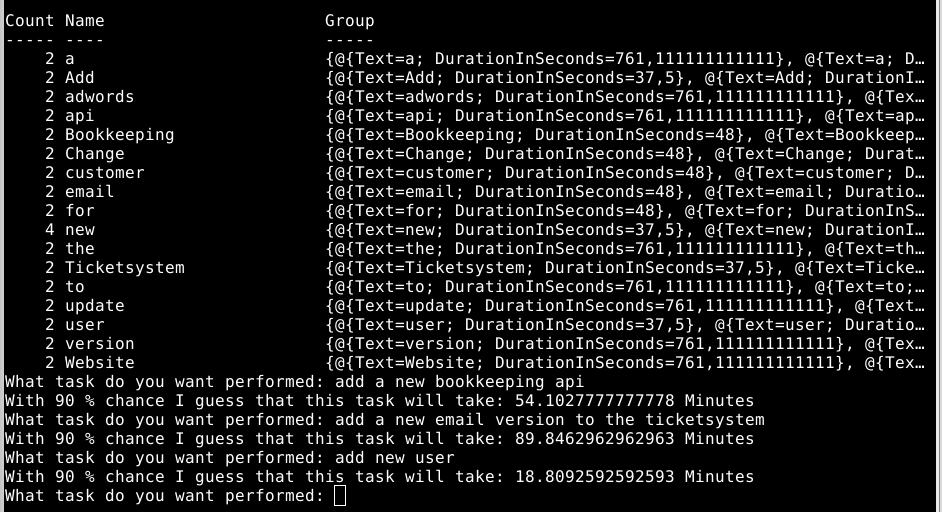 Count Name Group
----- ---- -----
2 a {@{Text=a; DurationInSeconds=761,111111111111}, @{Text=a; D…
2 Add {@{Text=Add; DurationInSeconds=37,5}, @{Text=Add; DurationI…
2 adwords {@{Text=adwords; DurationInSeconds=761,111111111111}, @{Tex…
2 api {@{Text=api; DurationInSeconds=761,111111111111}, @{Text=ap…
2 Bookkeeping {@{Text=Bookkeeping; DurationInSeconds=48}, @{Text=Bookkeep…
2 Change {@{Text=Change; DurationInSeconds=48}, @{Text=Change; Durat…
2 customer {@{Text=customer; DurationInSeconds=48}, @{Text=customer; D…
2 email {@{Text=email; DurationInSeconds=48}, @{Text=email; Duratio…
2 for {@{Text=for; DurationInSeconds=48}, @{Text=for; DurationInS…
4 new {@{Text=new; DurationInSeconds=37,5}, @{Text=new; DurationI…
2 the {@{Text=the; DurationInSeconds=761,111111111111}, @{Text=th…
2 Ticketsystem {@{Text=Ticketsystem; DurationInSeconds=37,5}, @{Text=Ticke…
2 to {@{Text=to; DurationInSeconds=761,111111111111}, @{Text=to;…
2 update {@{Text=update; DurationInSeconds=761,111111111111}, @{Text…
2 user {@{Text=user; DurationInSeconds=37,5}, @{Text=user; Duratio…
2 version {@{Text=version; DurationInSeconds=761,111111111111}, @{Tex…
2 Website {@{Text=Website; DurationInSeconds=761,111111111111}, @{Tex…
What task do you want performed: add a new bookkeeping api
With 90 % chance I guess that this task will take: 54.1027777777778 Minutes
What task do you want performed: add a new email version to the ticketsystem
With 90 % chance I guess that this task will take: 89.8462962962963 Minutes
What task do you want performed: add new user
With 90 % chance I guess that this task will take: 18.8092592592593 Minutes
What task do you want performed: